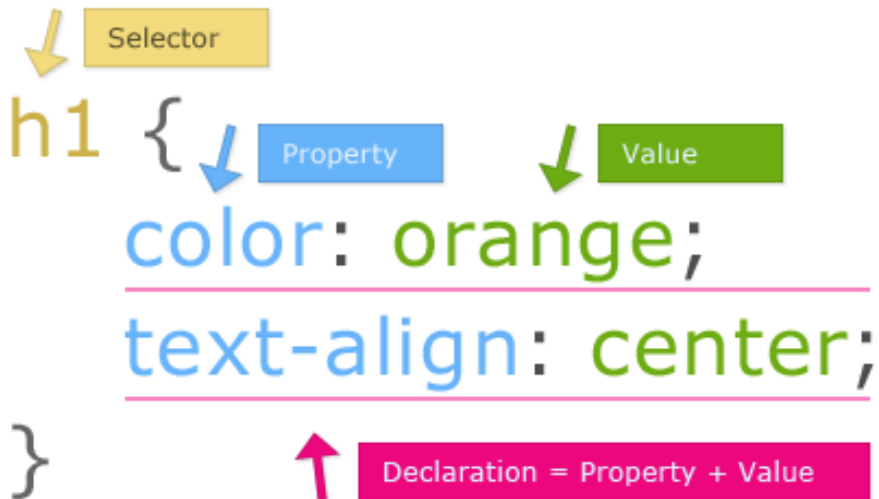 Selector
h1 {
Property
Value
color: orange;
text-align: center;
}
Declaration = Property + Value